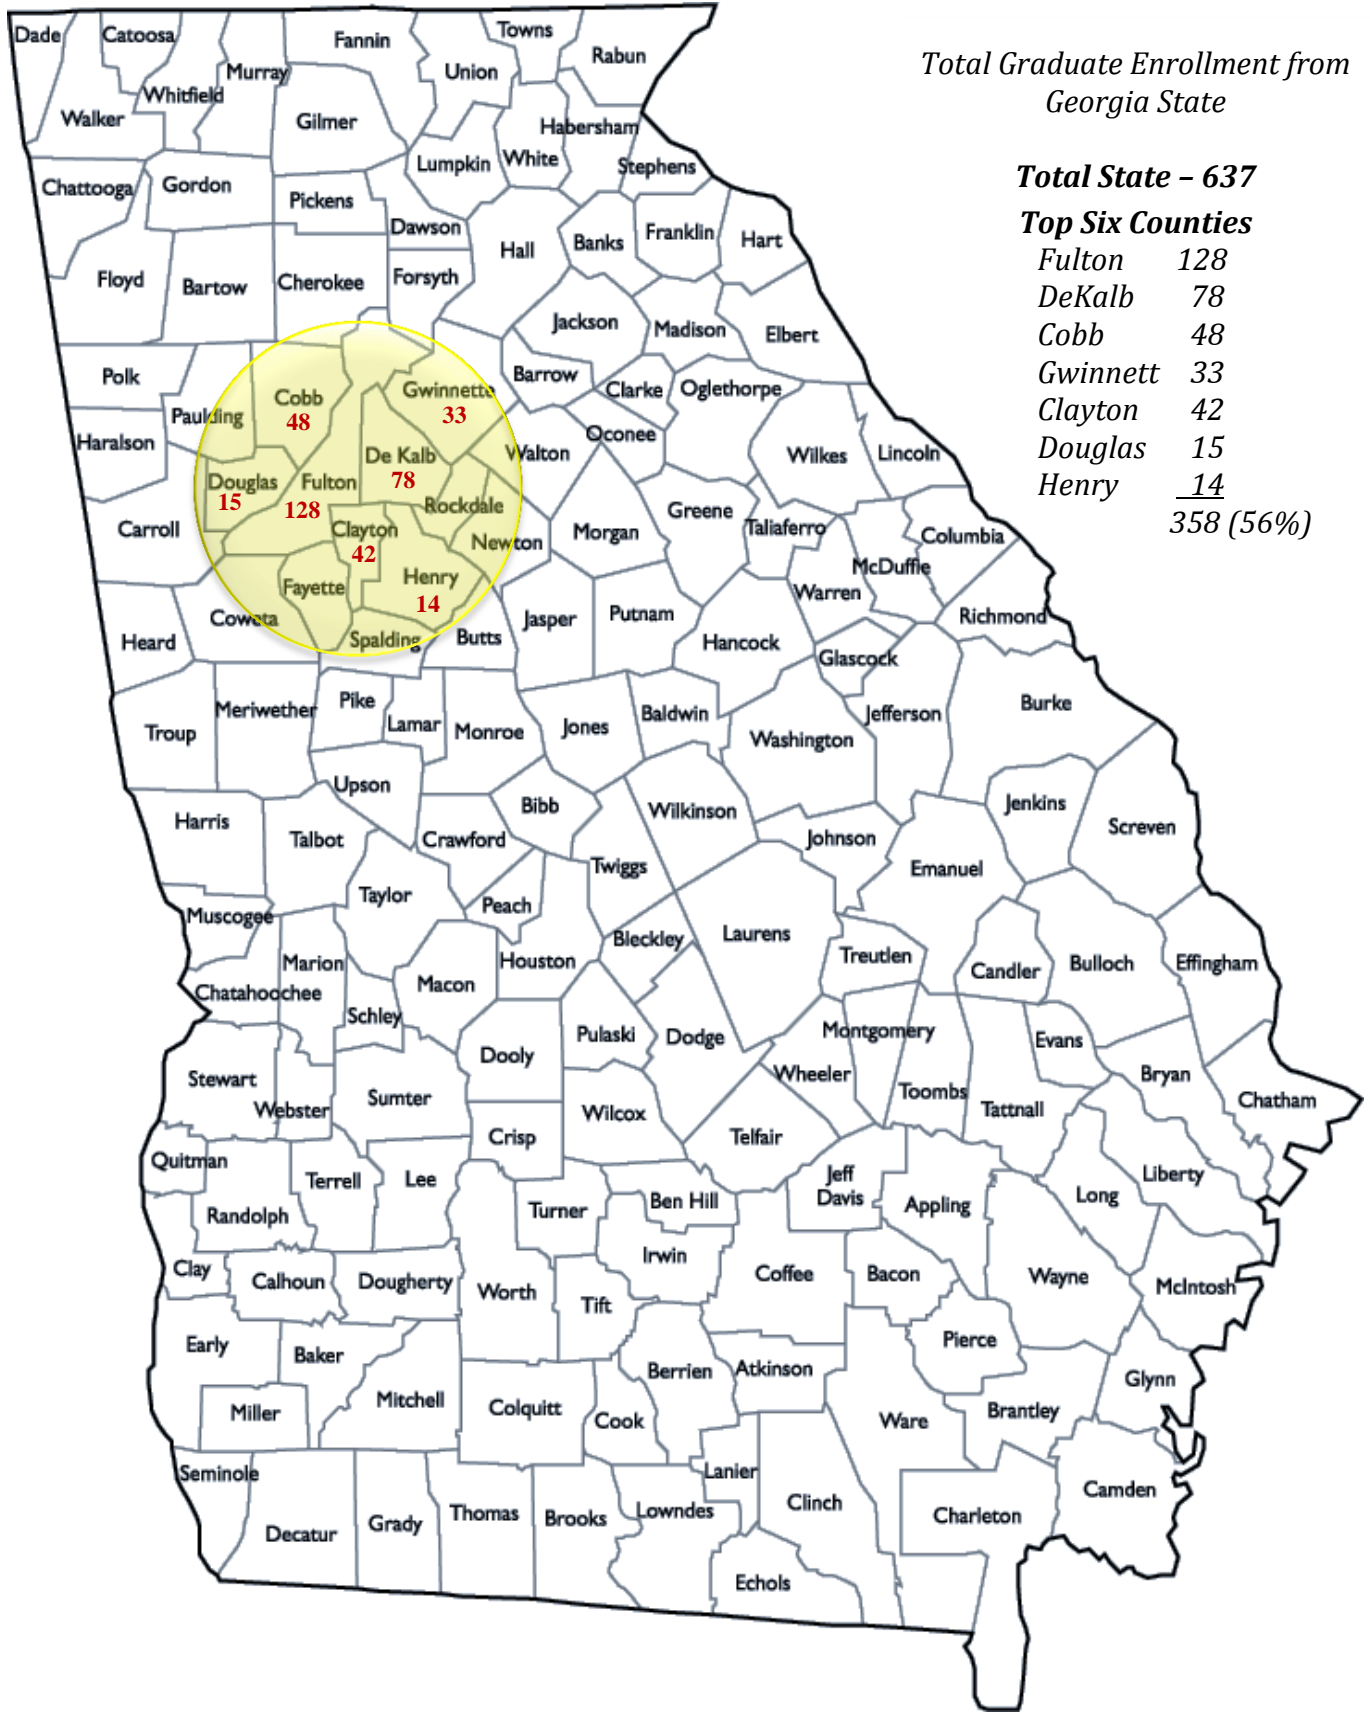 Total Graduate Enrollment from
Georgia State
Total State – 637
Top Six Counties
Fulton 128
DeKalb 78
Cobb 48
Gwinnett 33
Clayton 42
Douglas 15
Henry 14
358 (56%)
Dade
Catoosa
Fannin
Towns
Rabun
Murray
Union
Whitfield
Walker
Gilmer
Habersham
Lumpkin
White
Stephens
Chattooga
Gordon
Pickens
Dawson
Hall
Banks
Franklin
Hart
Floyd
Bartow
Cherokee
Forsyth
Jackson
Madison
Elbert
Polk
Paulding
Cobb
48
Gwinnette
33
Barrow
Clarke
Oglethorpe
Haralson
Oconee
Walton
Wilkes
Lincoln
De Kalb
78
Douglas
15
Fulton
128
Rockdale
Carroll
Clayton
42
Newton
Morgan
Greene
Taliaferro
Columbia
McDuffie
Warren
Fayette
Henry
14
Coweta
Spalding
Butts
Jasper
Putnam
Hancock
Richmond
Heard
Glascock
Troup
Meriwether
Pike
Lamar
Monroe
Jones
Baldwin
Washington
Jefferson
Burke
Upson
Bibb
Wilkinson
Jenkins
Screven
Harris
Talbot
Crawford
Johnson
Emanuel
Twiggs
Taylor
Peach
Muscogee
Bleckley
Laurens
Marion
Houston
Treutlen
Candler
Bulloch
Effingham
Chatahoochee
Macon
Schley
Pulaski
Dodge
Montgomery
Evans
Dooly
Stewart
Webster
Sumter
Wheeler
Toombs
Tattnall
Bryan
Chatham
Wilcox
Crisp
Telfair
Quitman
Terrell
Lee
Jeff
Davis
Liberty
Randolph
Turner
Ben Hill
Appling
Long
Irwin
Clay
Calhoun
Dougherty
Worth
Tift
Coffee
Bacon
Wayne
McIntosh
Early
Baker
Pierce
Berrien
Atkinson
Glynn
Miller
Mitchell
Colquitt
Cook
Ware
Brantley
Seminole
Lanier
Camden
Decatur
Grady
Thomas
Brooks
Lowndes
Clinch
Charleton
Echols